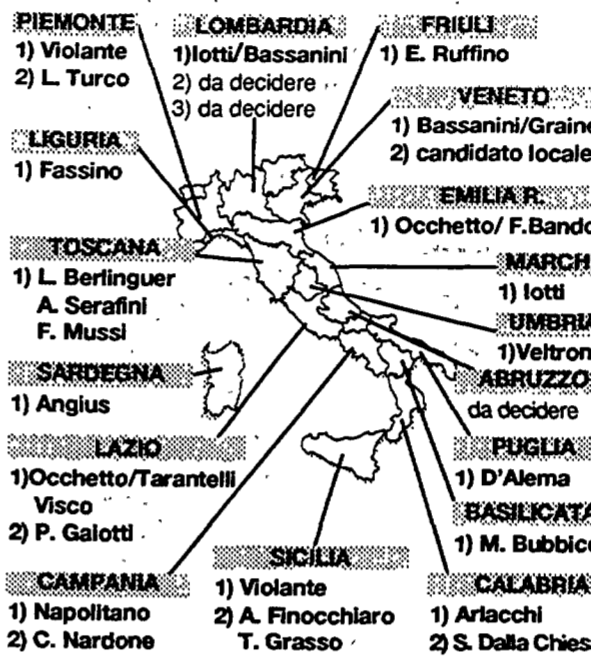 PIEMONTE
1) Violante
2) L. Turco
LOMBARDIA
1)Iotti/Bassanini
2) da decidere
3) da decidere
FRIULI
1) E. Ruffino
VENETO
1) Bassanini/Graine
2) candidato locale
LIGURIA
1) Fassino
EMILIA R.
1) Occhetto/ F.Bando
TOSCANA
1) L. Berlinguer
A. Serafini
F. Mussi
MARCH
1) Iotti
UMBRIA
1)Veltron
SARDEGNA
1) Angius
ABRUZZO
da decidere
LAZIO
1)Occhetto/Tarantelli
Visco
2) P. Gaiotti
PUGLIA
1) D'Alema
BASILICATA
1) M. Bubbico
SICILIA
1) Violante
2) A. Finocchiaro
T. Grasso
CAMPANIA
1) Napolitano
2) C. Nardone
CALABRIA
1) Arlacchi
2) S. Dalla Chies